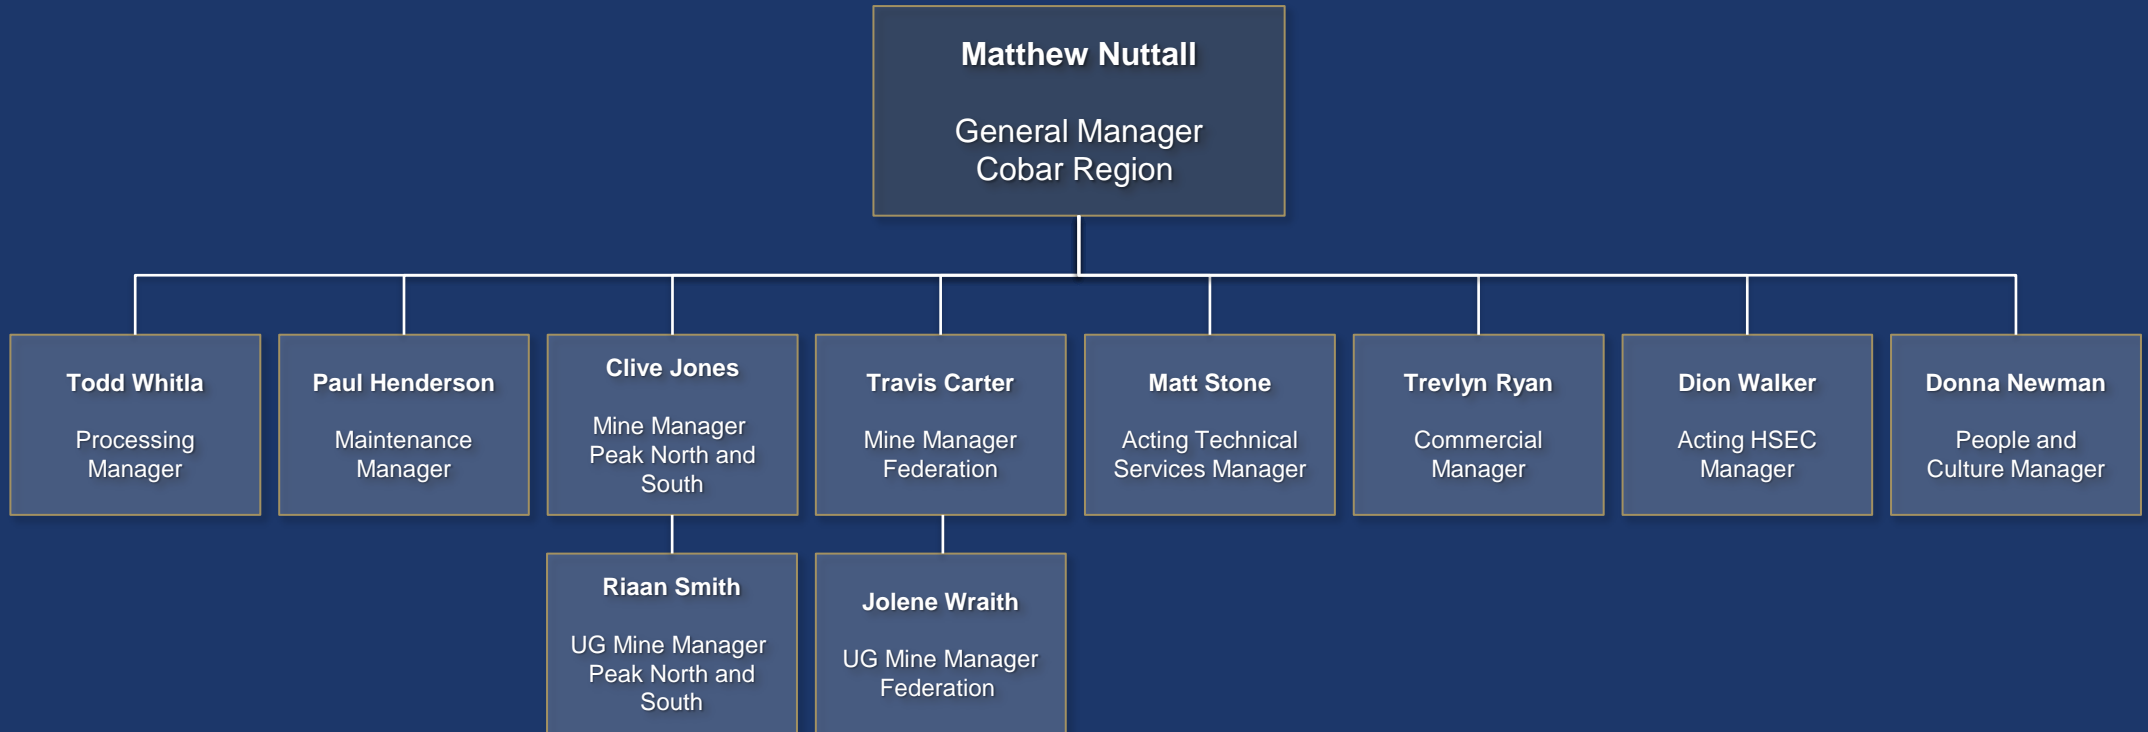 Matthew Nuttall
General Manager
Cobar Region
Todd Whitla
Processing
Manager
Paul Henderson
Maintenance
Manager
Clive Jones
Mine Manager
Peak North and
South
Travis Carter
Mine Manager
Federation
Matt Stone
Acting Technical
Services Manager
Trevlyn Ryan
Commercial
Manager
Dion Walker
Acting HSEC
Manager
Donna Newman
People and
Culture Manager
Riaan Smith
UG Mine Manager
Peak North and
South
Jolene Wraith
UG Mine Manager
Federation